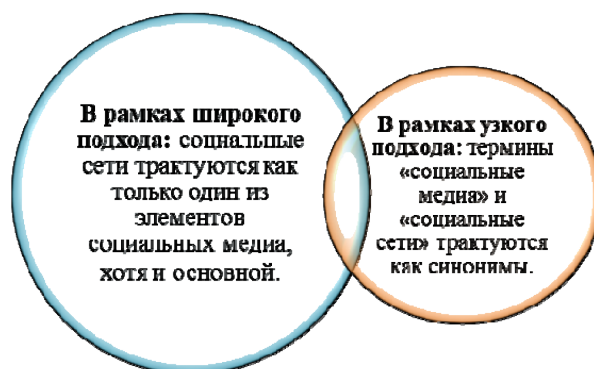 В рамках широкого
подхода: социальные
сети трактуются как
только один из
элементов
социальных медиа,
хотя и основной.
В рамках узкого
подхода: термины
«социальные
медиа» и
«социальные
сети» трактуются
как синонимы.